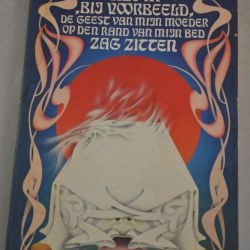 BIJ VOORBEELD,
DE GEEST VAN MIJN MOEDER
OP DEN RAND VAN MIJN BED
ZAG ZITTEN